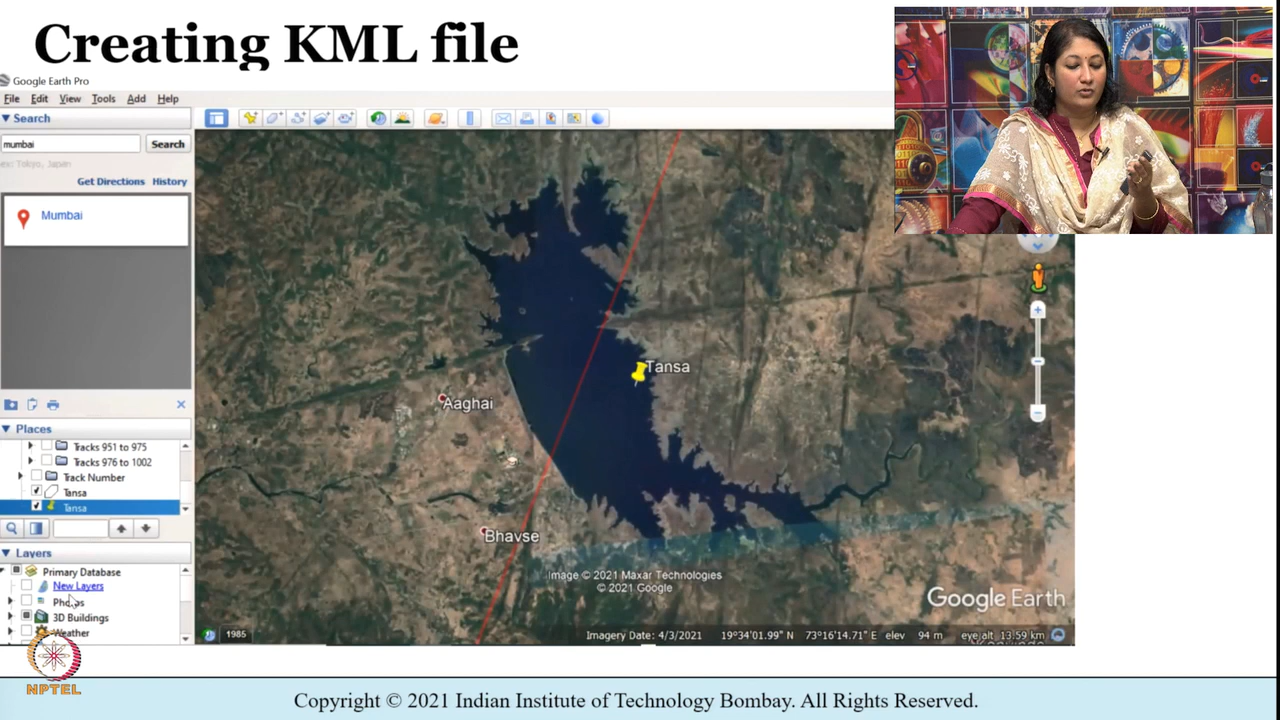 Creating KML file
Google Earth Pro
File Edit View Tools Add Help
Search
mumbai
Search
ex: Tokyo, Japan
Get Directions History
Mumbai
Places
Tracks 951 to 975
Tracks 976 to 1002
Track Number
Tansa
Tansa
Layers
Primary Database
New Layers
Photos
3D Buildings
Weather
Tansa
Aaghai
Bhavse
Image © 2021 Maxar Technologies
© 2021 Google
Google Earth
1985
Imagery Date: 4/3/2021 19°34'01.99" N 73°16'14.71" E elev 94 m eye alt 13.59 km
NPTEL
Copyright © 2021 Indian Institute of Technology Bombay. All Rights Reserved.